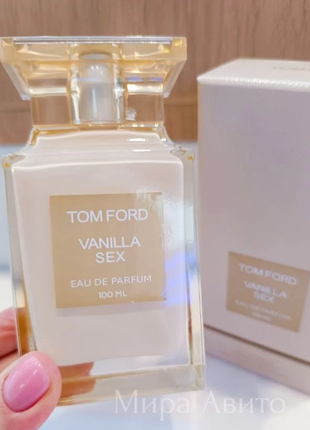 TOM FORD
VANILLA
SEX
EAU DE PARFUM
100 ML
TOM FORD
VANILLA
SEX
EAU DE PARFUM
Мира Авито